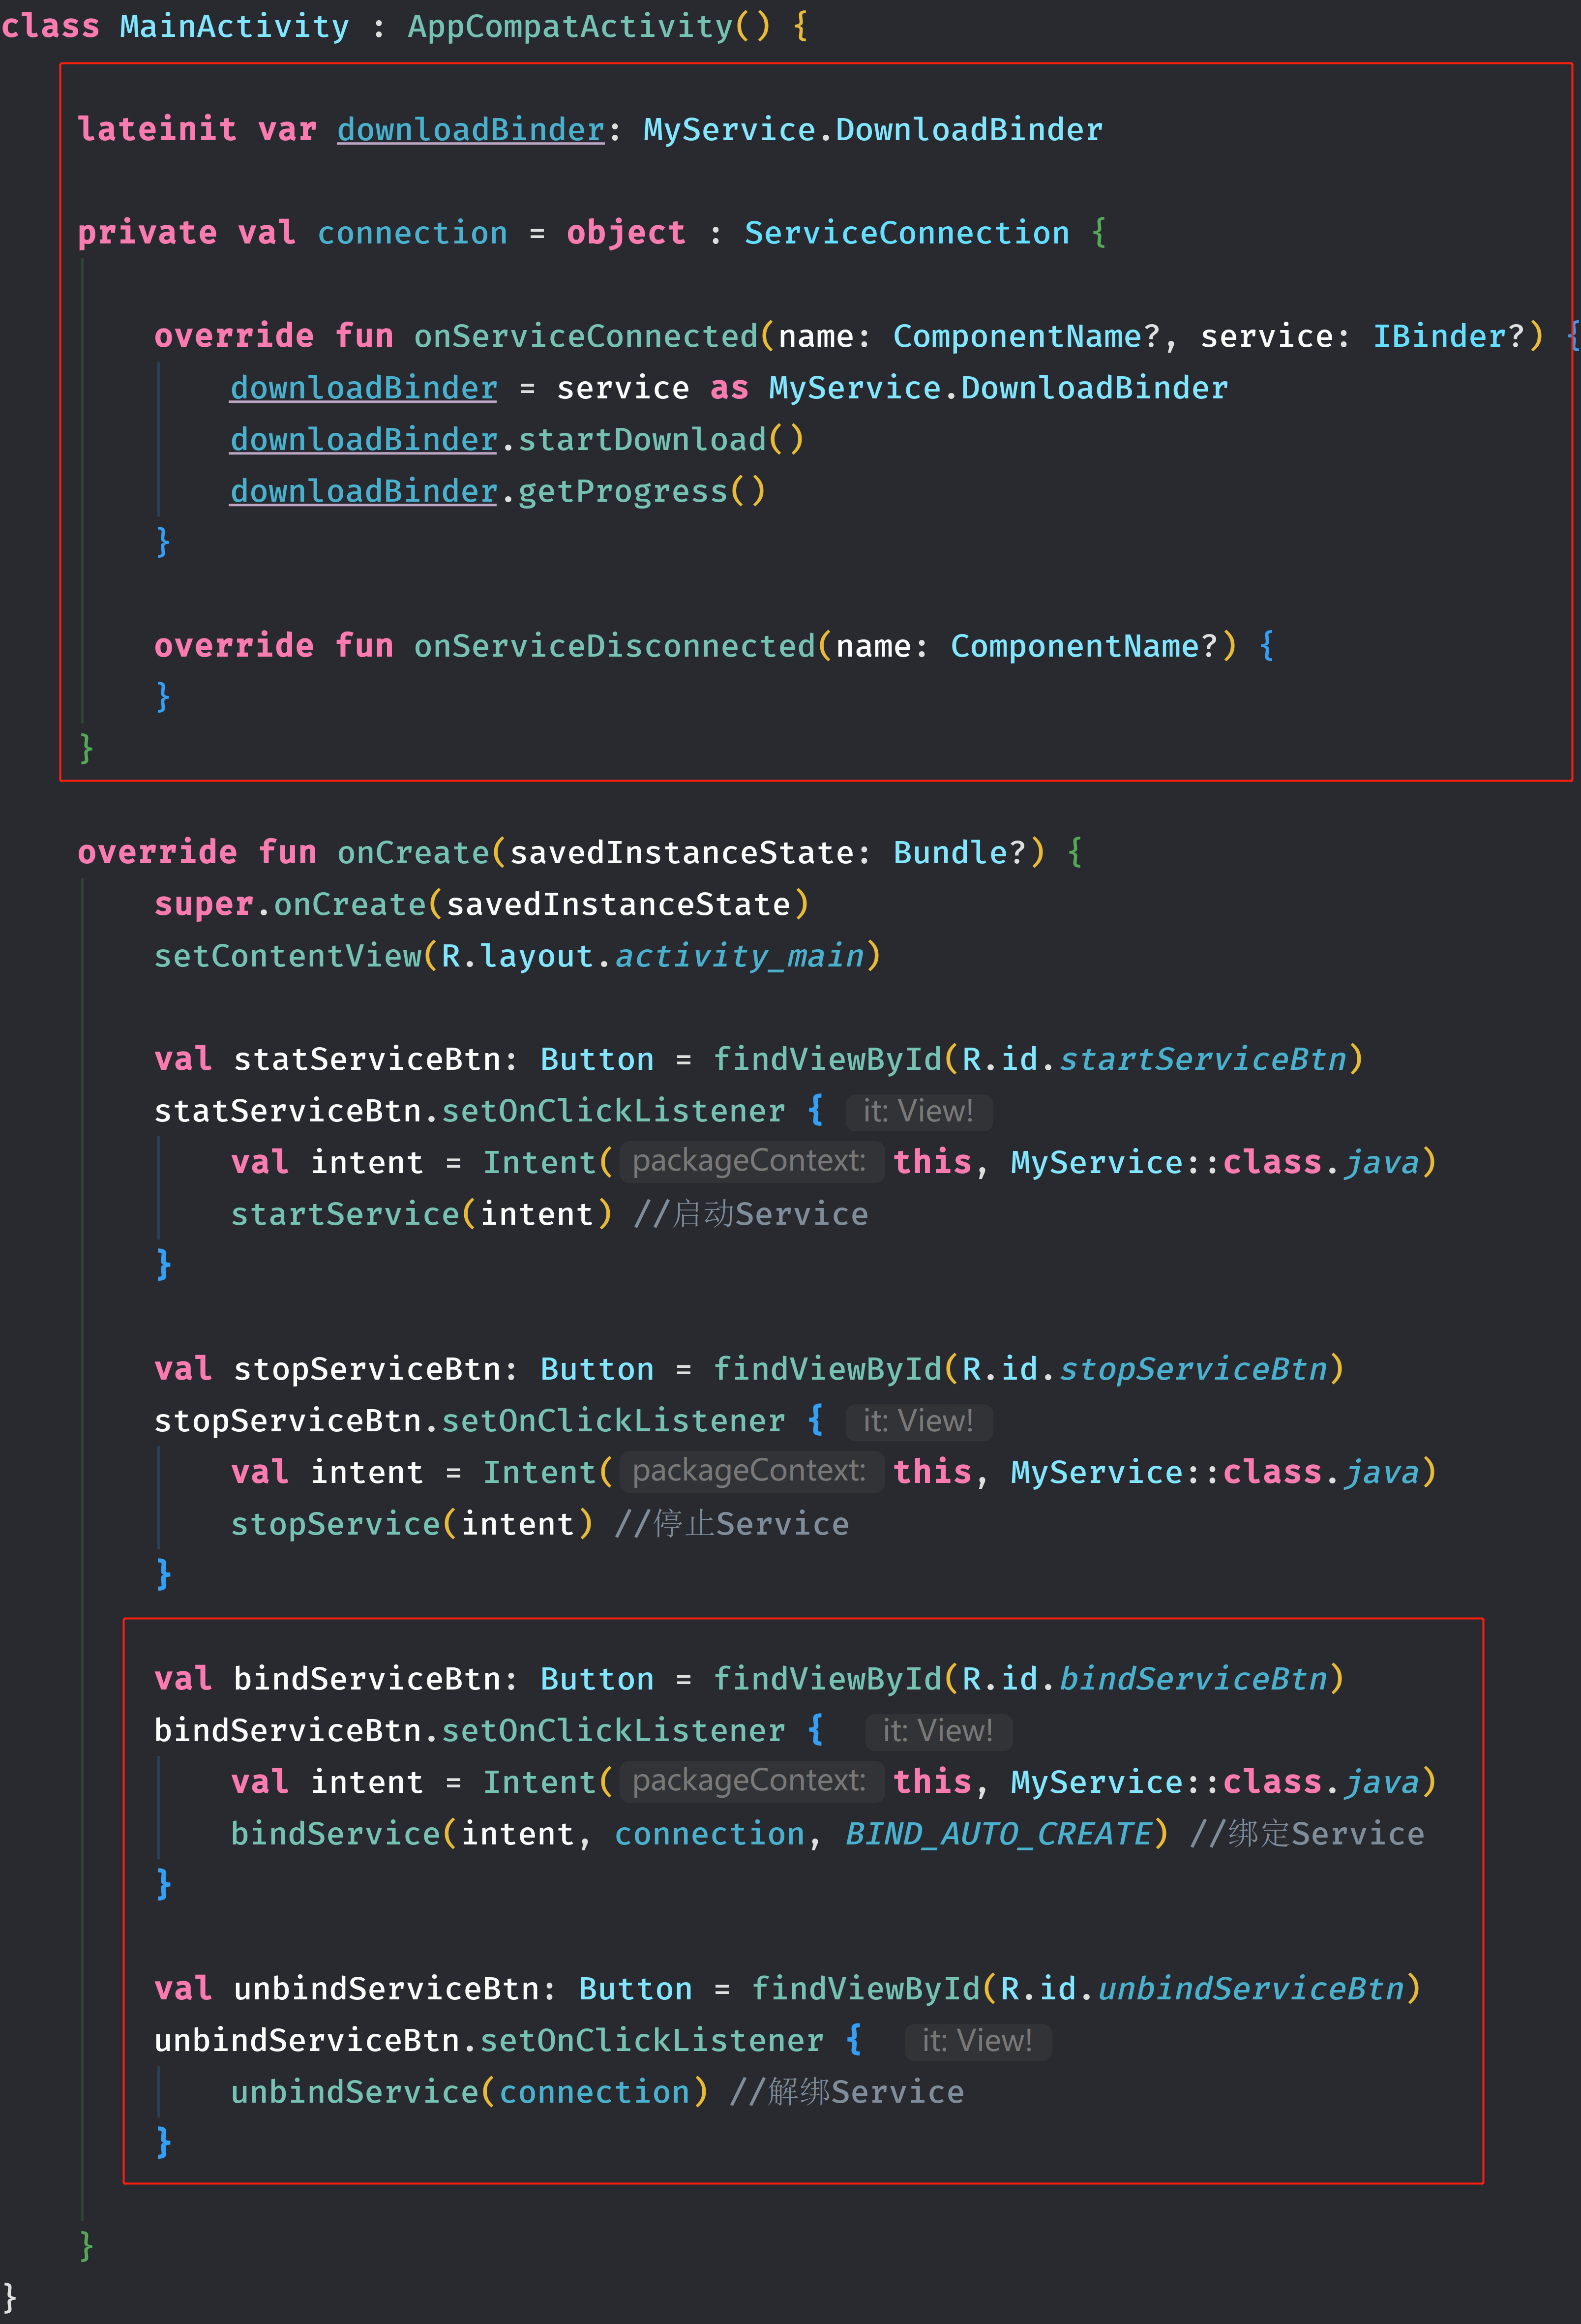 class MainActivity : AppCompatActivity() {
lateinit var downloadBinder: MyService.DownloadBinder
private val connection = object : ServiceConnection {
override fun onServiceConnected(name: ComponentName?, service: IBinder?) {
downloadBinder = service as MyService.DownloadBinder
downloadBinder.startDownload()
downloadBinder.getProgress()
}
override fun onServiceDisconnected(name: ComponentName?) {
}
}
override fun onCreate(savedInstanceState: Bundle?) {
super.onCreate(savedInstanceState)
setContentView(R.layout.activity_main)
val statServiceBtn: Button = findViewById(R.id.startServiceBtn)
statServiceBtn.setOnClickListener { it: View!
val intent = Intent( packageContext: this, MyService::class.java)
startService(intent) //启动Service
}
val stopServiceBtn: Button = findViewById(R.id.stopServiceBtn)
stopServiceBtn.setOnClickListener { it: View!
val intent = Intent( packageContext: this, MyService::class.java)
stopService(intent) //停止Service
}
val bindServiceBtn: Button = findViewById(R.id.bindServiceBtn)
bindServiceBtn.setOnClickListener { it: View!
val intent = Intent( packageContext: this, MyService::class.java)
bindService(intent, connection, BIND_AUTO_CREATE) //绑定Service
}
val unbindServiceBtn: Button = findViewById(R.id.unbindServiceBtn)
unbindServiceBtn.setOnClickListener { it: View!
unbindService(connection) //解绑Service
}
}
}